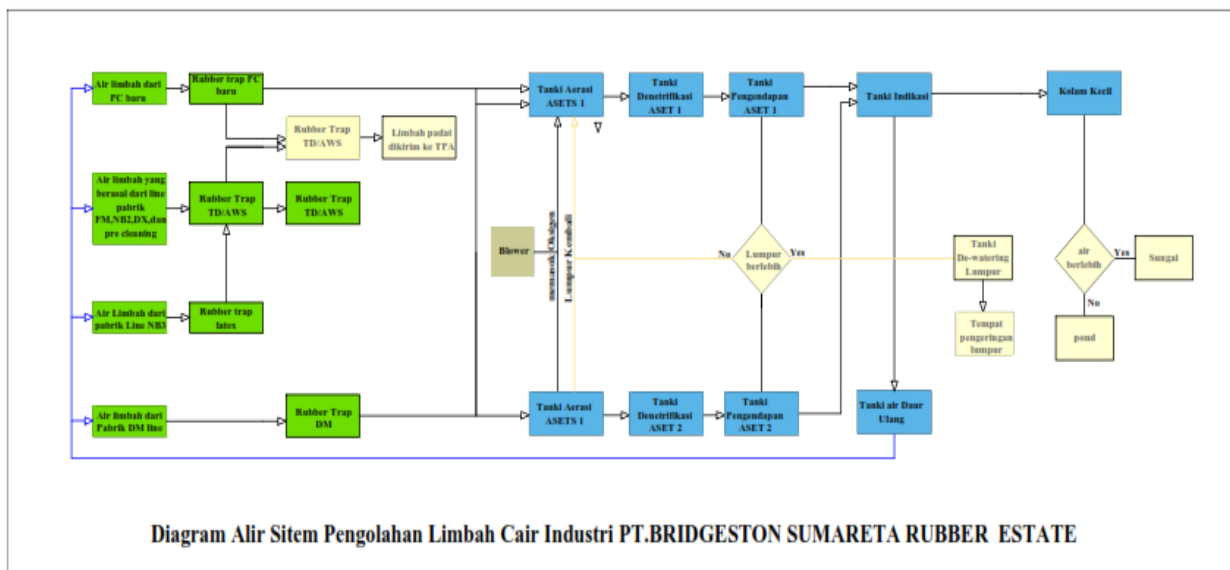 Air limbah dari
PC baru
Rubber trap PC
baru
Rubber Trap
TD/AWS
Limbah padat
dikirim ke TPA
Air limbah yang
berasal dari line
pabrik
FM,NB2,DX,dan
pre cleaning
Rubber Trap
TD/AWS
Rubber Trap
TD/AWS
Air Limbah dari
pabrik Line NB3
Rubber trap
latex
Air limbah dari
Pabrik DM line
Rubber Trap
DM
Tanki Aerasi
ASETS 1
Tanki
Denetrifikasi
ASET 1
Tanki
Pengendapan
ASET 1
Tanki Indikasi
Kolam Kecil
Blower
memasok Oksigen
Lumpur Kembali
No
Lumpur
berlebih
Yes
Tanki
De-watering
Lumpur
Tempat
pengeringan
lumpur
air
berlebih
Yes
Sungai
No
pond
Tanki Aerasi
ASETS 1
Tanki
Denetrifikasi
ASET 2
Tanki
Pengendapan
ASET 2
Tanki air Daur
Ulang
Diagram Alir Sitem Pengolahan Limbah Cair Industri PT.BRIDGESTON SUMARETA RUBBER ESTATE